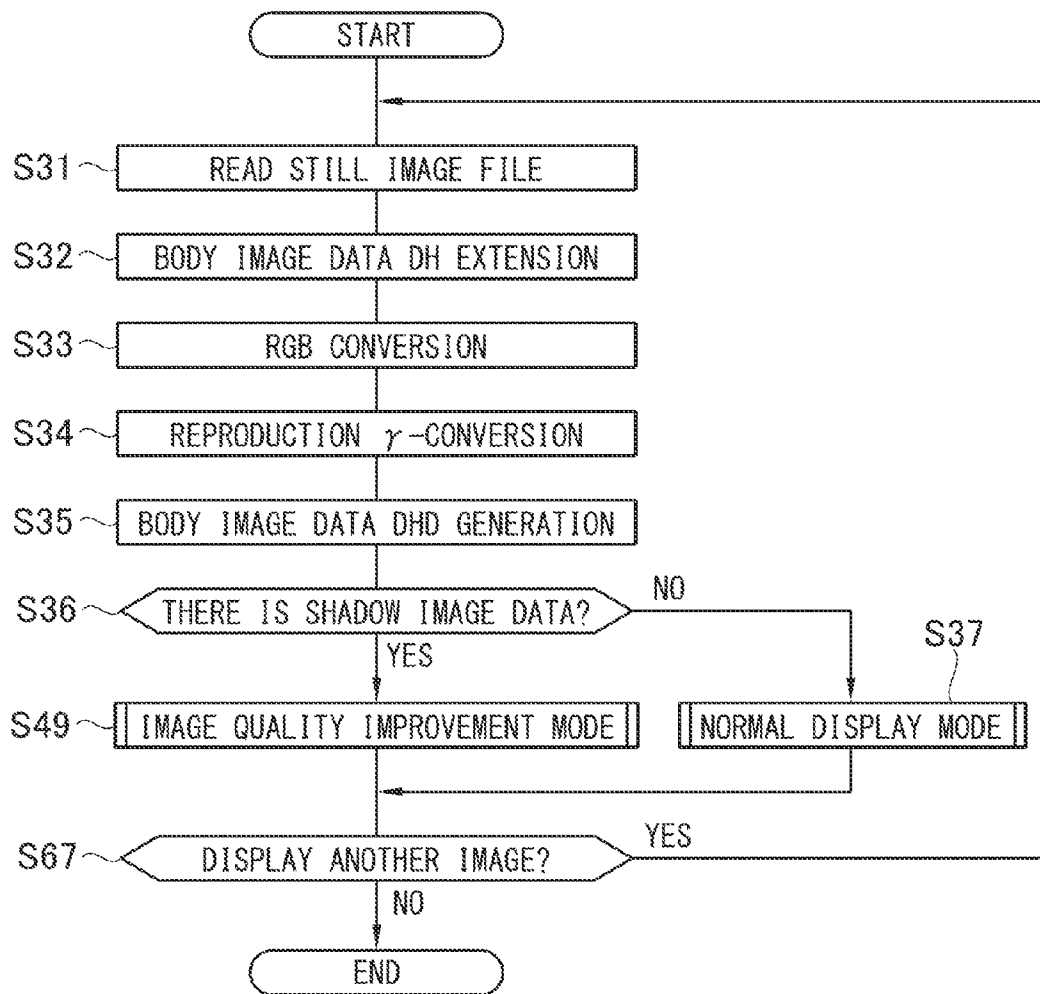 START
S31 READ STILL IMAGE FILE
S32 BODY IMAGE DATA DH EXTENSION
S33 RGB CONVERSION
S34 REPRODUCTION γ-CONVERSION
S35 BODY IMAGE DATA DHD GENERATION
S36 THERE IS SHADOW IMAGE DATA? NO
YES
S37
S49 IMAGE QUALITY IMPROVEMENT MODE NORMAL DISPLAY MODE
S67 DISPLAY ANOTHER IMAGE? YES
NO
END